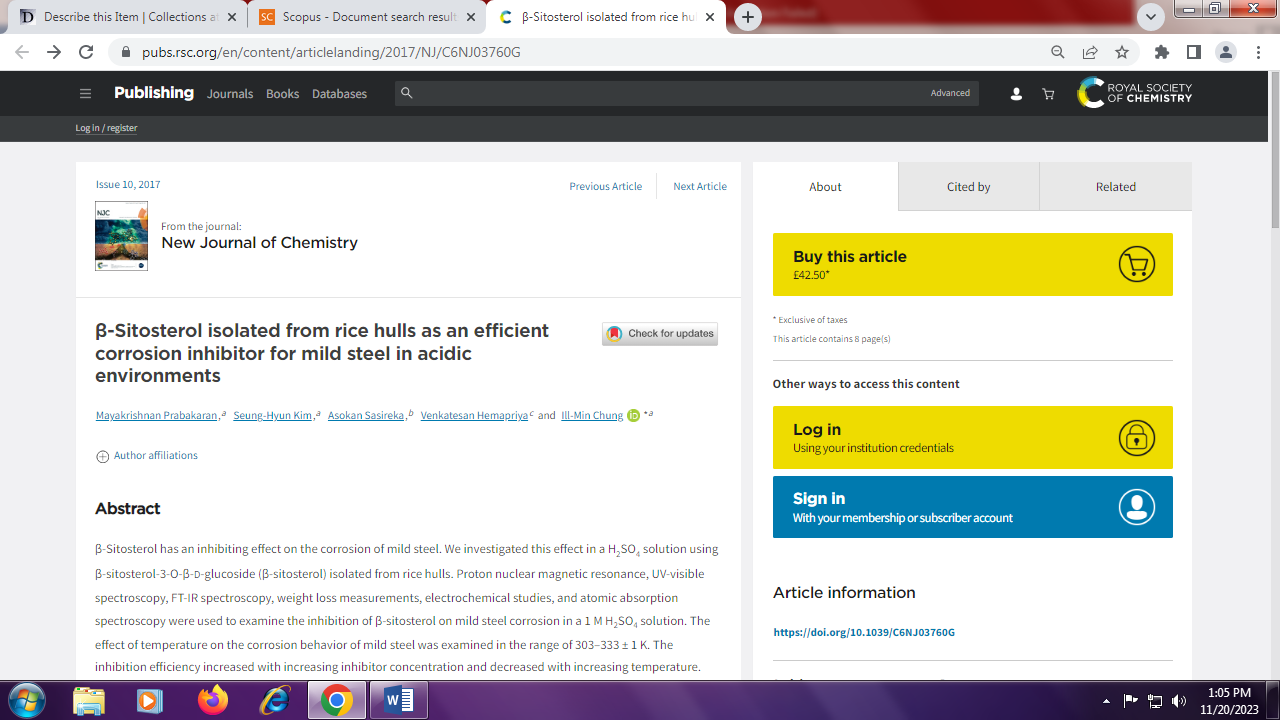 Describe this Item | Collections at
SC Scopus - Document search result
β-Sitosterol isolated from rice hul
pubs.rsc.org/en/content/articlelanding/2017/NJ/C6NJ03760G
Publishing Journals Books Databases Advanced
ROYAL SOCIETY
OF CHEMISTRY
Log in / register
Issue 10, 2017
Previous Article Next Article
NJC
From the journal:
New Journal of Chemistry
β-Sitosterol isolated from rice hulls as an efficient
corrosion inhibitor for mild steel in acidic
environments
Check for updates
Mayakrishnan Prabakaran,ᵃ Seung-Hyun Kim,ᵃ Asokan Sasireka,ᵇ Venkatesan Hemapriyaᶜ and Ill-Min Chung iD *ᵃ
Author affiliations
Abstract
β-Sitosterol has an inhibiting effect on the corrosion of mild steel. We investigated this effect in a H₂SO₄ solution using
β-sitosterol-3-O-β-D-glucoside (β-sitosterol) isolated from rice hulls. Proton nuclear magnetic resonance, UV-visible
spectroscopy, FT-IR spectroscopy, weight loss measurements, electrochemical studies, and atomic absorption
spectroscopy were used to examine the inhibition of β-sitosterol on mild steel corrosion in a 1 M H₂SO₄ solution. The
effect of temperature on the corrosion behavior of mild steel was examined in the range of 303–333 ± 1 K. The
inhibition efficiency increased with increasing inhibitor concentration and decreased with increasing temperature.
About Cited by Related
Buy this article
£42.50*
* Exclusive of taxes
This article contains 8 page(s)
Other ways to access this content
Log in
Using your institution credentials
Sign in
With your membership or subscriber account
Article information
https://doi.org/10.1039/C6NJ03760G
1:05 PM
11/20/2023